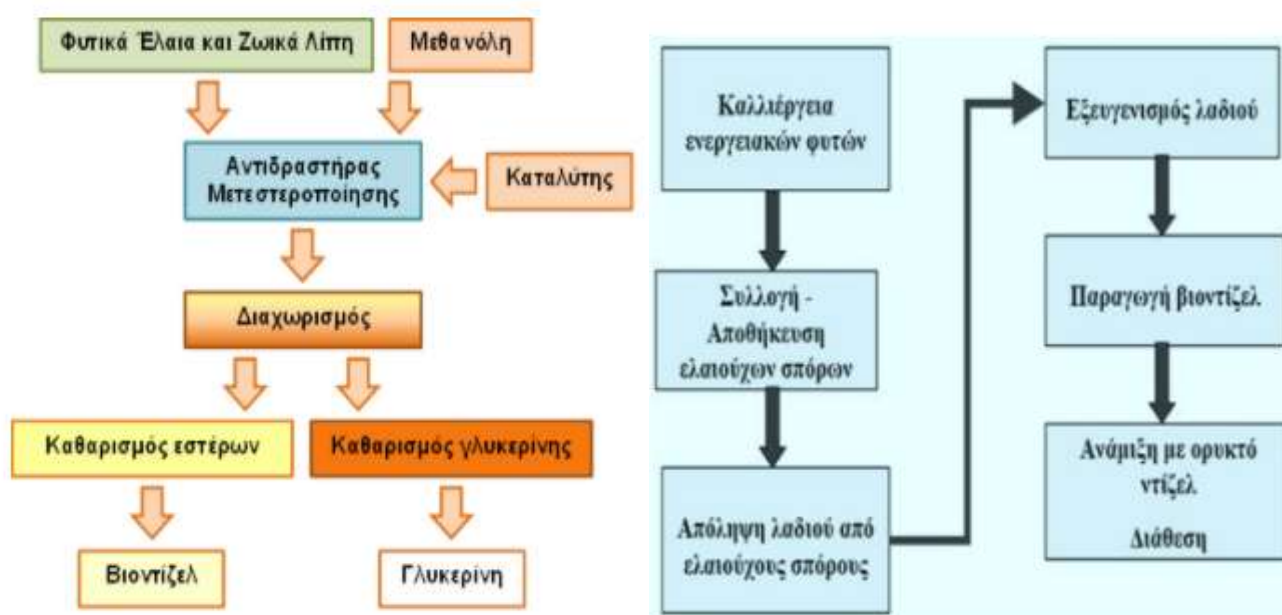 Φυτικά Έλαια και Ζωικά Λίπη
Μεθανόλη
Αντιδραστήρας
Μετεστεροποίησης
Καταλύτης
Διαχωρισμός
Καθαρισμός εστέρων
Καθαρισμός γλυκερίνης
Βιοντίζελ
Γλυκερίνη
Καλλιέργεια
ενεργειακών φυτών
Συλλογή -
Αποθήκευση
ελαιούχων σπόρων
Απόληψη λαδιού από
ελαιούχους σπόρους
Εξευγενισμός λαδιού
Παραγωγή βιοντίζελ
Ανάμιξη με ορυκτό
ντίζελ
Διάθεση